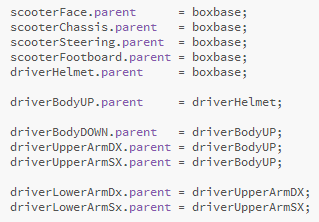 scooterFace.parent      = boxbase;
scooterChassis.parent   = boxbase;
scooterSteering.parent  = boxbase;
scooterFootboard.parent = boxbase;
driverHelmet.parent     = boxbase;

driverBodyUP.parent     = driverHelmet;

driverBodyDOWN.parent   = driverBodyUP;
driverUpperArmDX.parent = driverBodyUP;
driverUpperArmSX.parent = driverBodyUP;

driverLowerArmDx.parent = driverUpperArmDX;
driverLowerArmSx.parent = driverUpperArmSX;